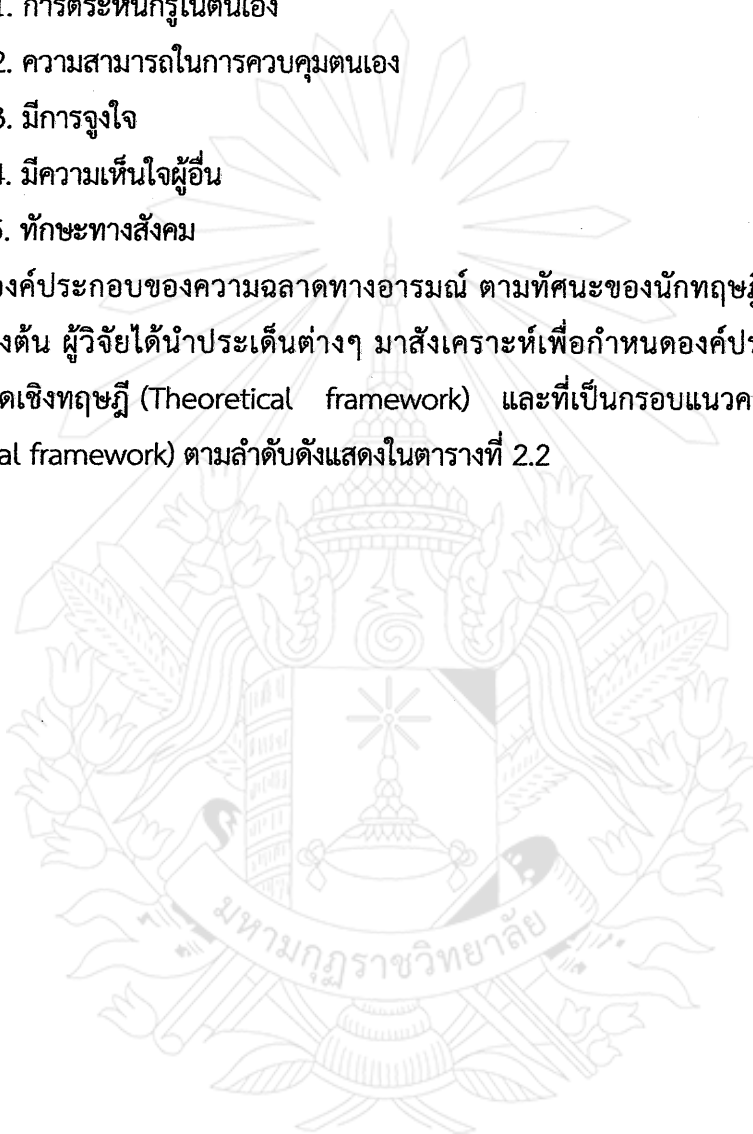 1. การตระหนักรู้ในตนเอง
2. ความสามารถในการควบคุมตนเอง
3. มีการจูงใจ
4. มีความเห็นใจผู้อื่น
5. ทักษะทางสังคม
องค์ประกอบของความฉลาดทางอารมณ์ ตามทัศนะของนักทฤษฎี
งต้น ผู้วิจัยได้นำประเด็นต่างๆ มาสังเคราะห์เพื่อกำหนดองค์ประ
ดเชิงทฤษฎี (Theoretical framework) และที่เป็นกรอบแนวค
al framework) ตามลำดับดังแสดงในตารางที่ 2.2
มหามกุฏราชวิทยาลัย